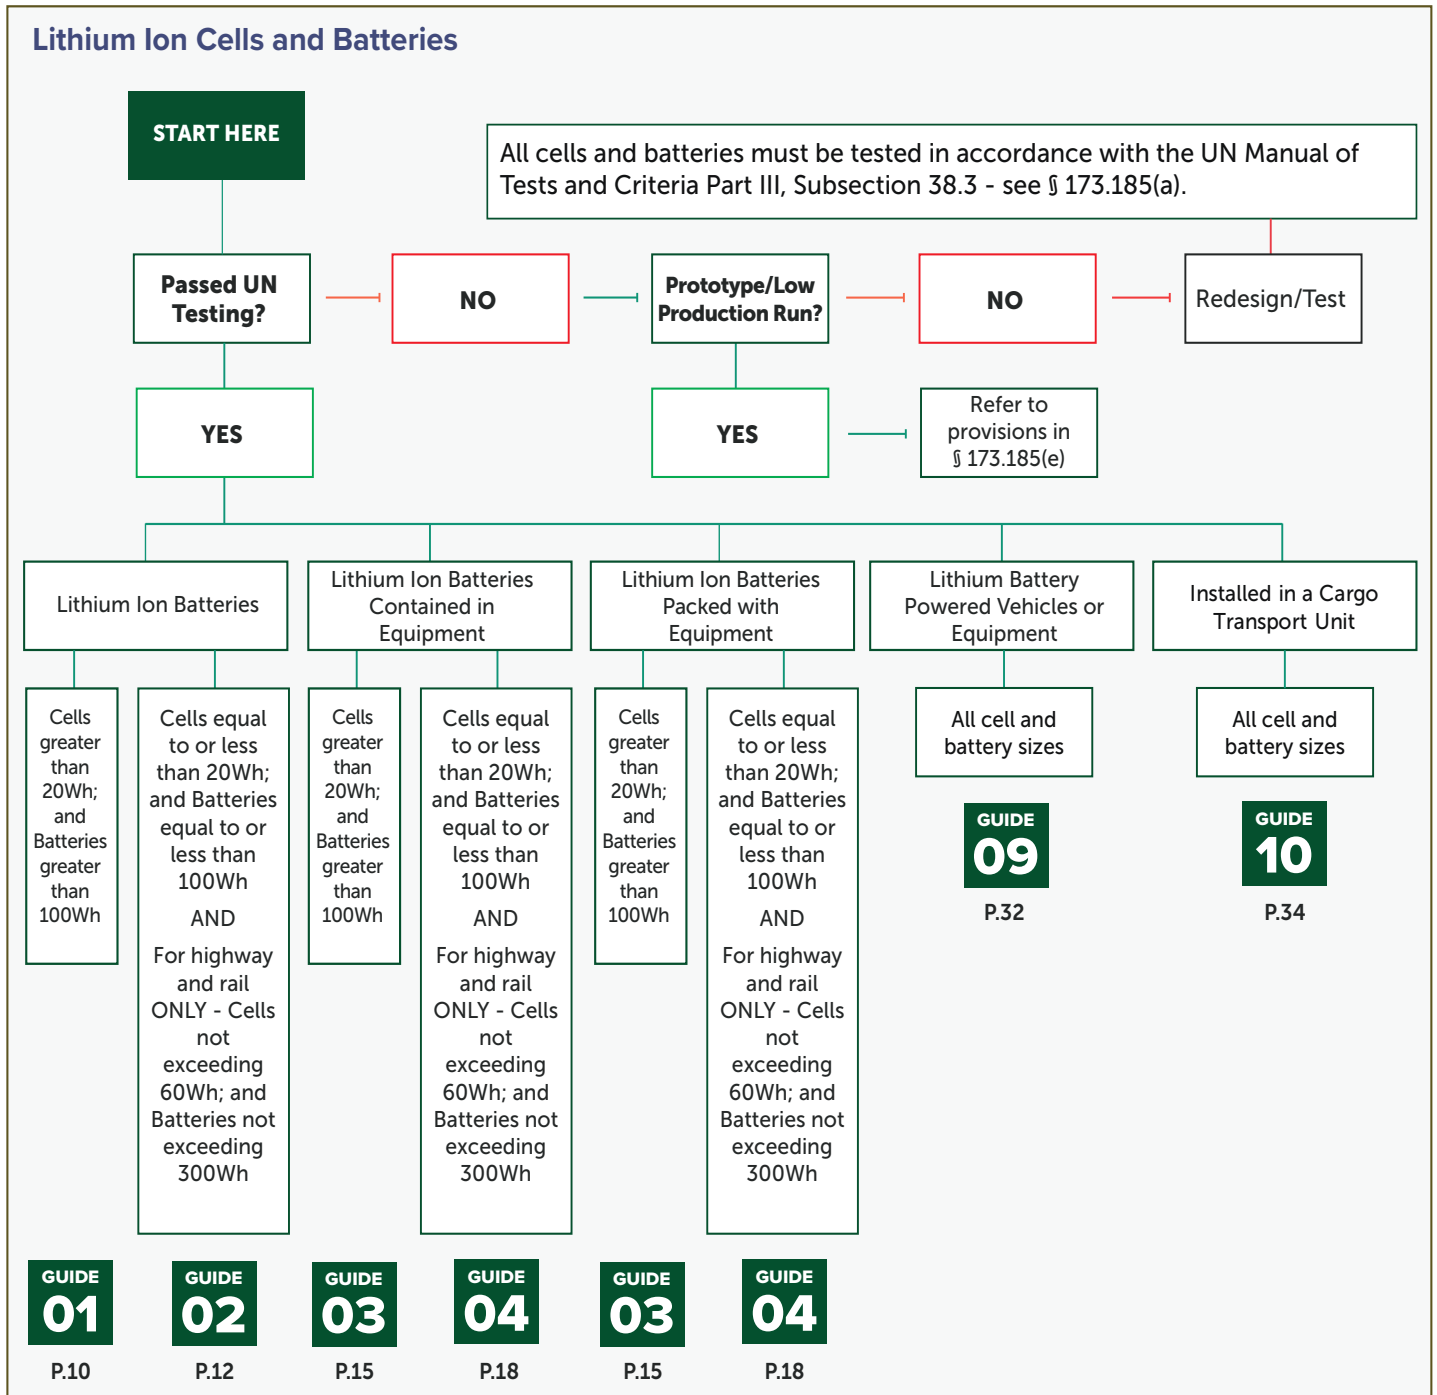 Lithium Ion Cells and Batteries
START HERE
All cells and batteries must be tested in accordance with the UN Manual of
Tests and Criteria Part III, Subsection 38.3 - see § 173.185(a).
Passed UN
Testing?
NO
Prototype/Low
Production Run?
NO
Redesign/Test
YES
YES
Refer to
provisions in
§ 173.185(e)
Lithium Ion Batteries
Lithium Ion Batteries
Contained in
Equipment
Lithium Ion Batteries
Packed with
Equipment
Lithium Battery
Powered Vehicles or
Equipment
Installed in a Cargo
Transport Unit
Cells
greater
than
20Wh;
and
Batteries
greater
than
100Wh
Cells equal
to or less
than 20Wh;
and Batteries
equal to or
less than
100Wh
AND
For highway
and rail
ONLY - Cells
not
exceeding
60Wh; and
Batteries not
exceeding
300Wh
Cells
greater
than
20Wh;
and
Batteries
greater
than
100Wh
Cells equal
to or less
than 20Wh;
and Batteries
equal to or
less than
100Wh
AND
For highway
and rail
ONLY - Cells
not
exceeding
60Wh; and
Batteries not
exceeding
300Wh
Cells
greater
than
20Wh;
and
Batteries
greater
than
100Wh
Cells equal
to or less
than 20Wh;
and Batteries
equal to or
less than
100Wh
AND
For highway
and rail
ONLY - Cells
not
exceeding
60Wh; and
Batteries not
exceeding
300Wh
All cell and
battery sizes
GUIDE
09
P.32
All cell and
battery sizes
GUIDE
10
P.34
GUIDE
01
P.10
GUIDE
02
P.12
GUIDE
03
P.15
GUIDE
04
P.18
GUIDE
03
P.15
GUIDE
04
P.18